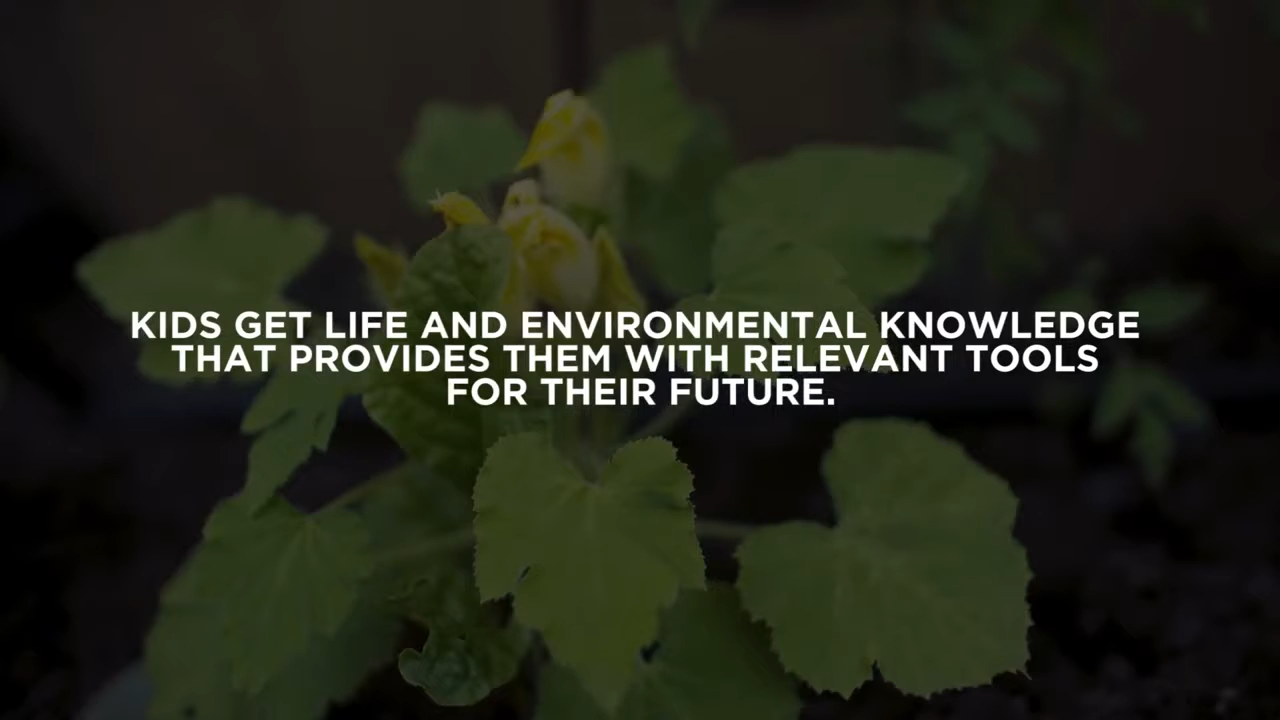 KIDS GET LIFE AND ENVIRONMENTAL KNOWLEDGE
THAT PROVIDES THEM WITH RELEVANT TOOLS
FOR THEIR FUTURE.